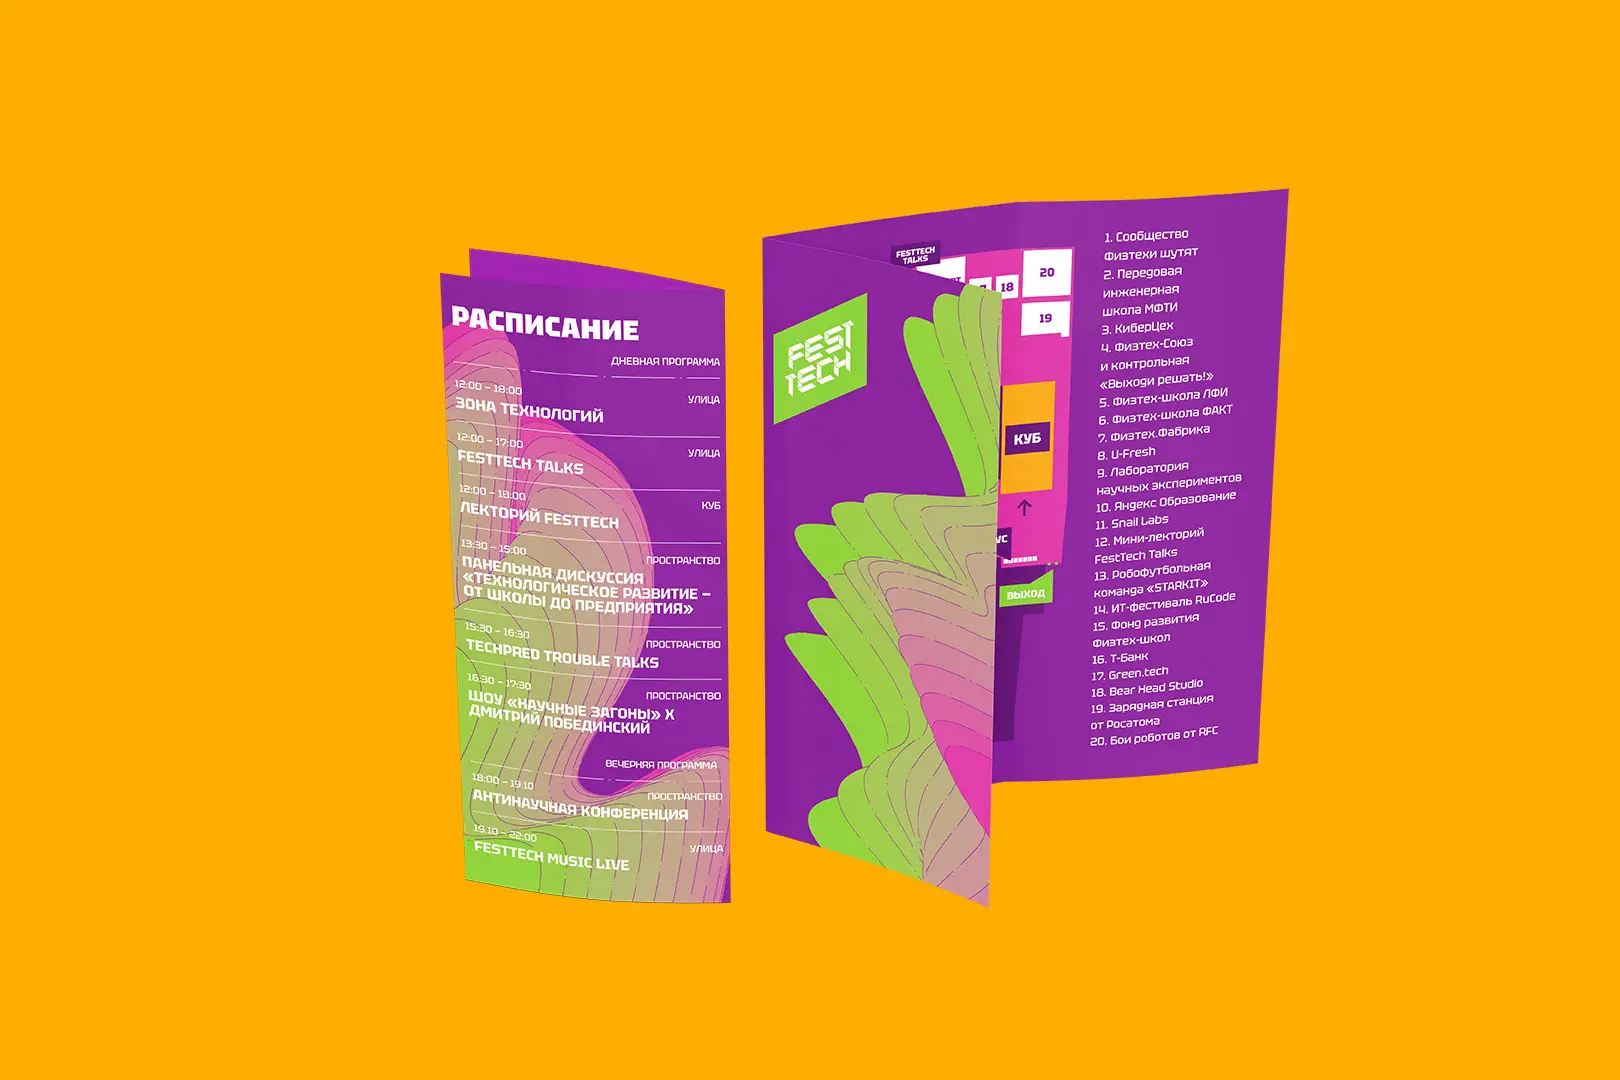 РАСПИСАНИЕ
ДНЕВНАЯ ПРОГРАММА
12:00 – 18:00
УЛИЦА
ЗОНА ТЕХНОЛОГИЙ
12:00 – 17:00
УЛИЦА
FESTTECH TALKS
12:00 – 18:00
КУБ
ЛЕКТОРИЙ FESTTECH
13:30 – 15:00
ПРОСТРАНСТВО
ПАНЕЛЬНАЯ ДИСКУССИЯ
«ТЕХНОЛОГИЧЕСКОЕ РАЗВИТИЕ –
ОТ ШКОЛЫ ДО ПРЕДПРИЯТИЯ»
15:30 – 16:30
ПРОСТРАНСТВО
TECHPRED TROUBLE TALKS
16:30 – 17:30
ПРОСТРАНСТВО
ШОУ «НАУЧНЫЕ ЗАГОНЫ» X
ДМИТРИЙ ПОБЕДИНСКИЙ
ВЕЧЕРНЯЯ ПРОГРАММА
18:00 – 19:10
ПРОСТРАНСТВО
АНТИНАУЧНАЯ КОНФЕРЕНЦИЯ
19:10 – 22:00
УЛИЦА
FESTTECH MUSIC LIVE
FEST
TECH
FESTTECH
TALKS
18
20
19
КУБ
ВЫХОД
1. Сообщество
Физтехи шутят
2. Передовая
инженерная
школа МФТИ
3. КиберЦех
4. Физтех-Союз
и контрольная
«Выходи решать!»
5. Физтех-школа ЛФИ
6. Физтех-школа ФАКТ
7. Физтех.Фабрика
8. U-Fresh
9. Лаборатория
научных экспериментов
10. Яндекс Образование
11. Snail Labs
12. Мини-лекторий
FestTech Talks
13. Робофутбольная
команда «STARKIT»
14. ИТ-фестиваль RuCode
15. Фонд развития
Физтех-школ
16. Т-Банк
17. Green.tech
18. Bear Head Studio
19. Зарядная станция
от Росатома
20. Бои роботов от RFC